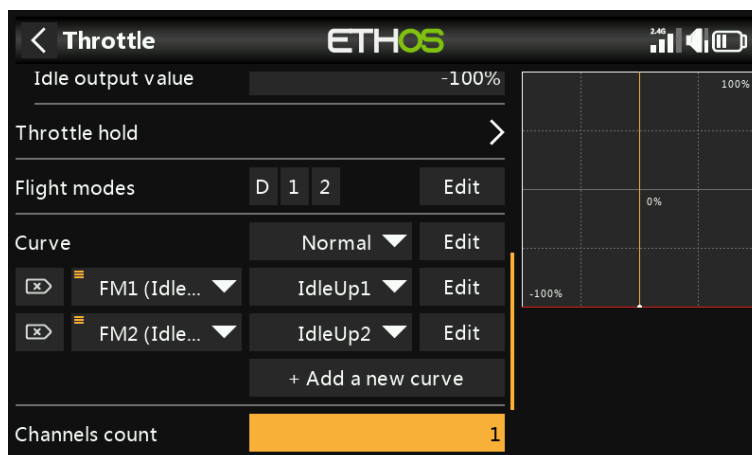 Throttle ETHOS 2.4G
Idle output value -100%
Throttle hold
Flight modes D 1 2 Edit
Curve Normal Edit
FM1 (Idle... IdleUp1 Edit
FM2 (Idle... IdleUp2 Edit
+ Add a new curve
Channels count 1
100%
0%
-100%